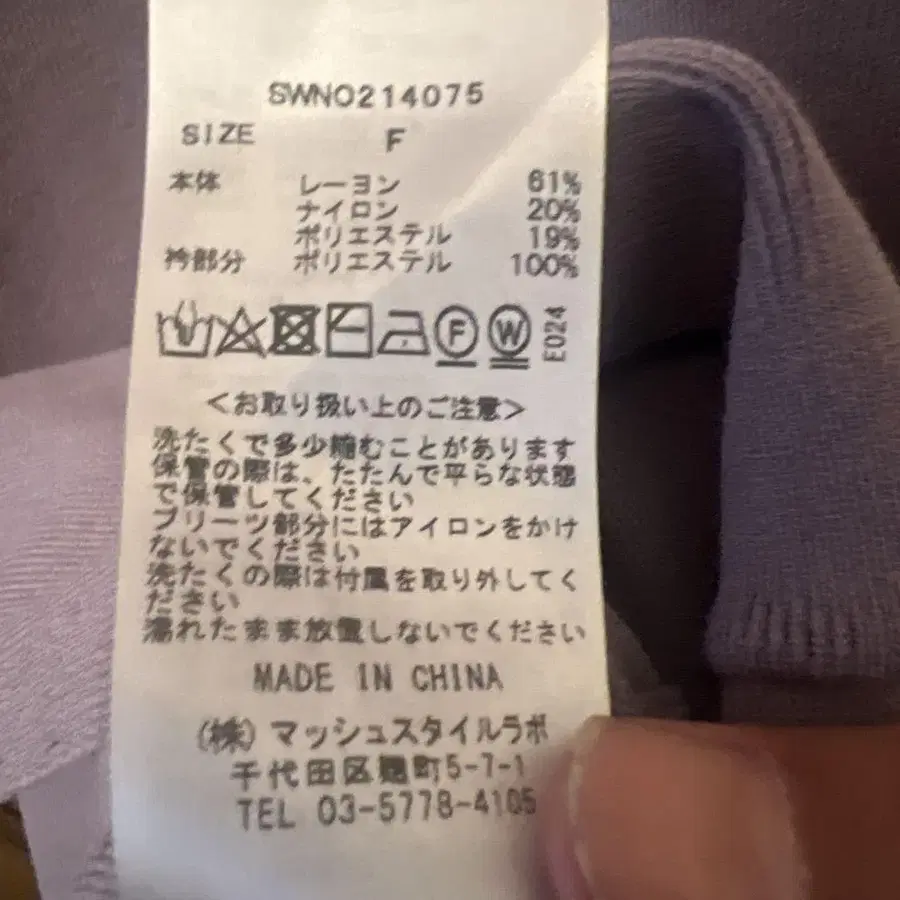 SWNO214075
SIZE F
本体 レーヨン 61%
ナイロン 20%
ポリエステル 19%
衿部分 ポリエステル 100%
F W E024
<お取り扱い上のご注意>
洗たくで多少縮むことがあります
保管の際は、たたんで平らな状態
で保管してください
プリーツ部分にはアイロンをかけ
ないでください
洗たくの際は付属を取り外してく
ださい
濡れたまま放置しないでください
MADE IN CHINA
(株)マッシュスタイルラボ
千代田区麹町5-7-1
TEL 03-5778-4105